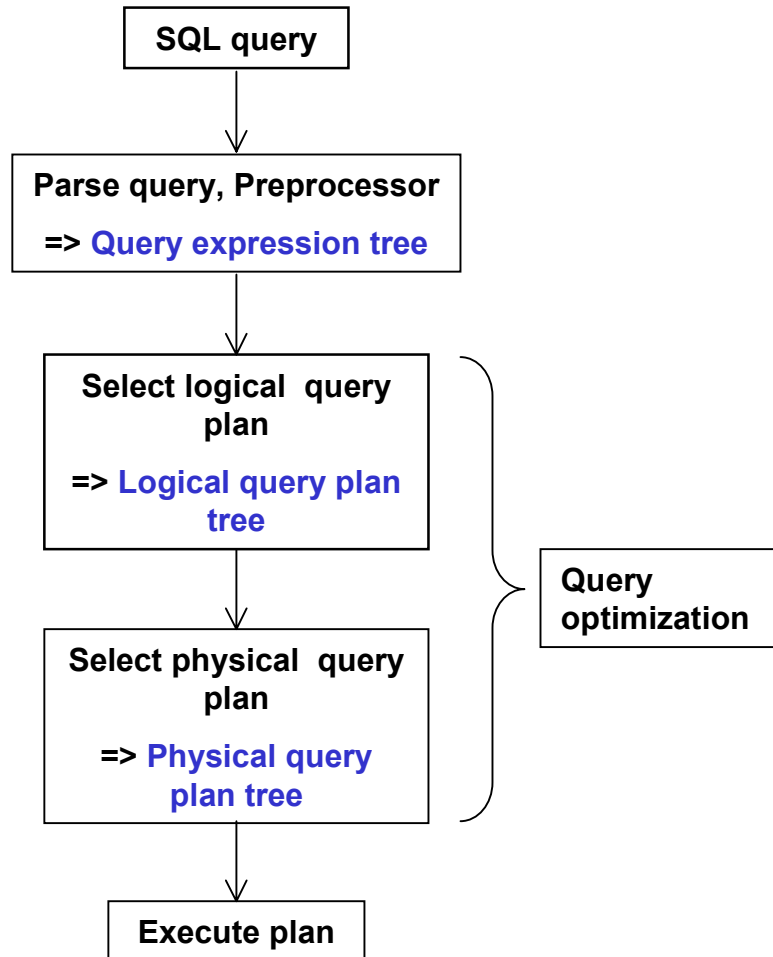 SQL query
Parse query, Preprocessor
=> Query expression tree
Select logical query
plan
=> Logical query plan
tree
Query
optimization
Select physical query
plan
=> Physical query
plan tree
Execute plan